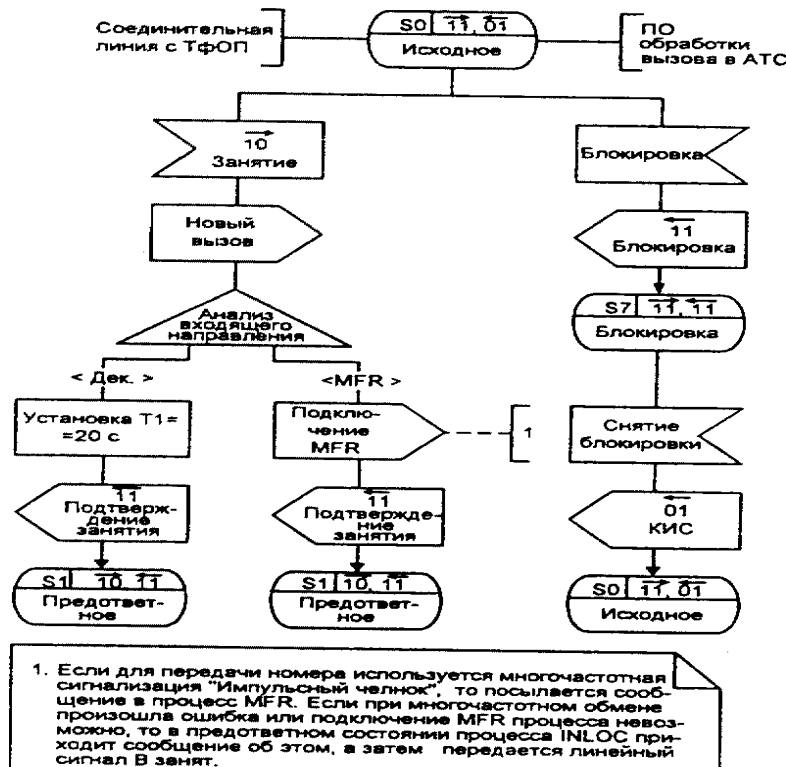 Соединительная
линия с ТфОП
S0 11, 01
Исходное
ПО
обработки
вызова в АТС
10
Занятие
Блокировка
Новый
вызов
11
Блокировка
Анализ
входящего
направления
S7 11, 11
Блокировка
< Дек. >
<MFR >
Установка Т1=
=20 с
Подклю-
чение
MFR
1
Снятие
блокировки
11
Подтверж-
дение
занятия
11
Подтвержде-
ние
занятия
01
КИС
S1 10, 11
Предответ-
ное
S1 10, 11
Предответ-
ное
S0 11, 01
Исходное
1. Если для передачи номера используется многочастотная
сигнализация "Импульсный челнок", то посылается сооб-
щение в процесс MFR. Если при многочастотном обмене
произошла ошибка или подключение MFR процесса невоз-
можно, то в предответном состоянии процесса INLOC при-
ходит сообщение об этом, а затем передается линейный
сигнал В занят.